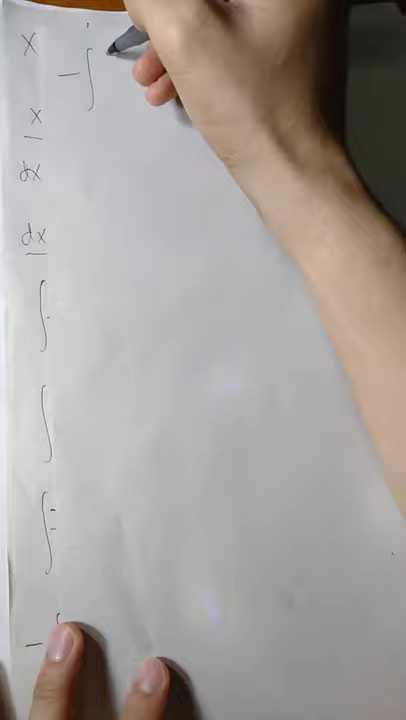 x
-∫
x
dx
dx
∫
∫
∫
-